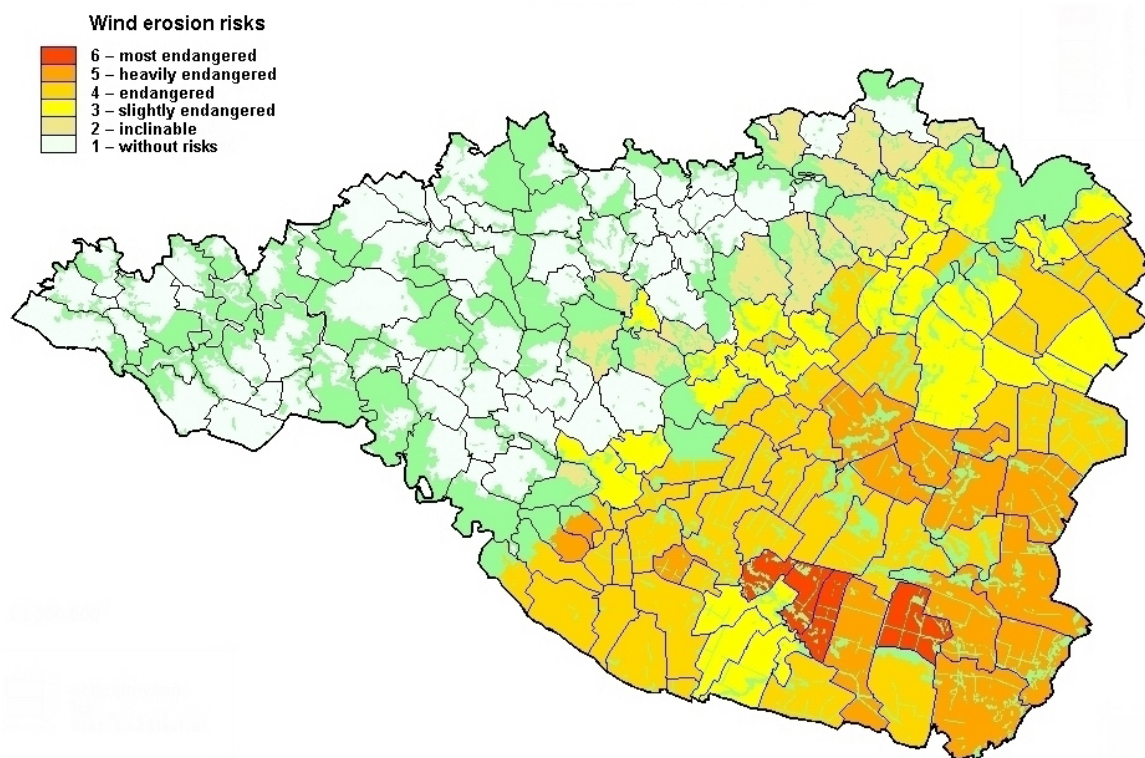 Wind erosion risks
6 – most endangered
5 – heavily endangered
4 – endangered
3 – slightly endangered
2 – inclinable
1 – without risks